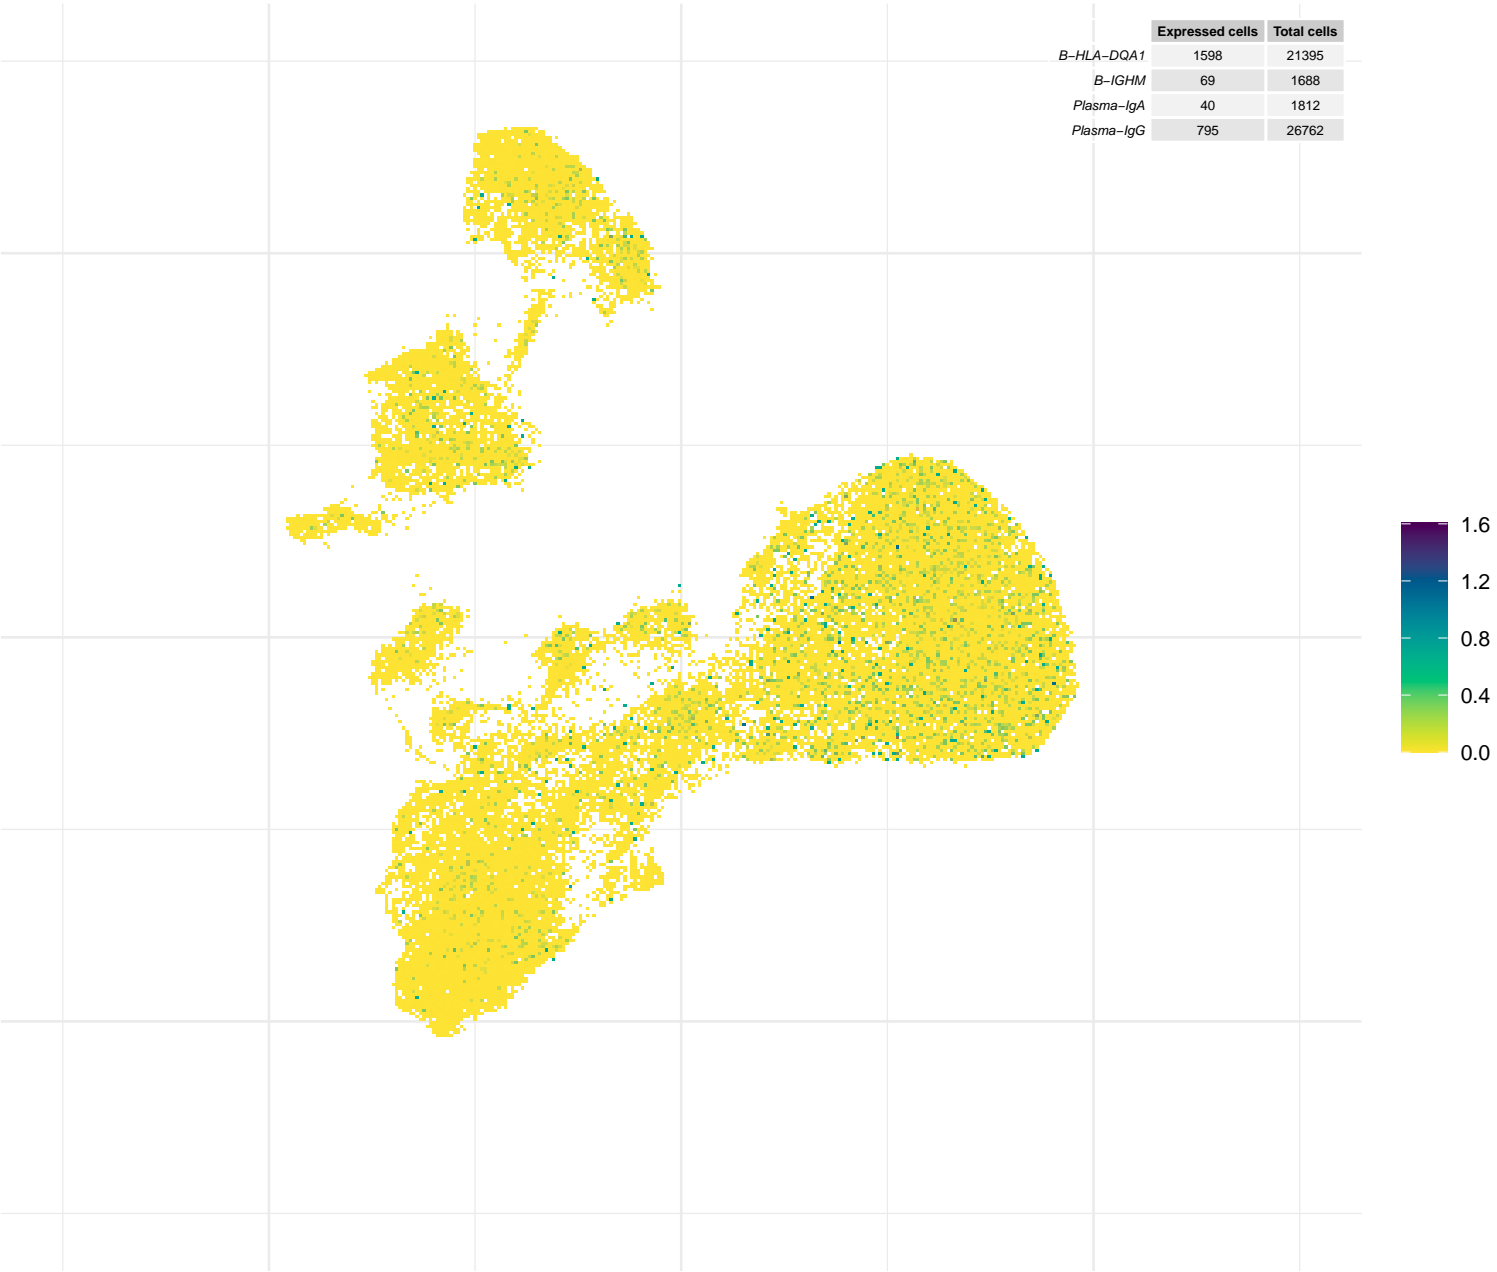 Expressed cells Total cells
B−HLA−DQA1 1598 21395
B−IGHM 69 1688
Plasma−IgA 40 1812
Plasma−IgG 795 26762
1.6
1.2
0.8
0.4
0.0